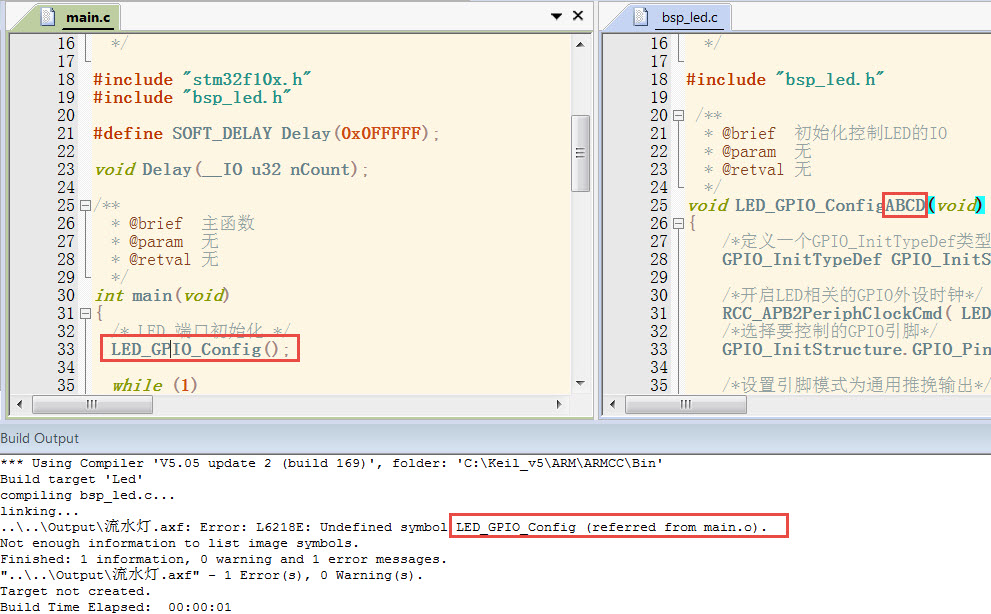 main.c
16 */
17
18 #include "stm32f10x.h"
19 #include "bsp_led.h"
20
21 #define SOFT_DELAY Delay(0x0FFFFF);
22
23 void Delay(__IO u32 nCount);
24
25 /**
26 * @brief 主函数
27 * @param 无
28 * @retval 无
29 */
30 int main(void)
31 {
32 /* LED 端口初始化 */
33 LED_GPIO_Config();
34
35 while (1)
bsp_led.c
16 */
17
18 #include "bsp_led.h"
19
20 /**
21 * @brief 初始化控制LED的IO
22 * @param 无
23 * @retval 无
24 */
25 void LED_GPIO_ConfigABCD(void)
26 {
27 /*定义一个GPIO_InitTypeDef类型
28 GPIO_InitTypeDef GPIO_InitS
29
30 /*开启LED相关的GPIO外设时钟*/
31 RCC_APB2PeriphClockCmd( LED
32 /*选择要控制的GPIO引脚*/
33 GPIO_InitStructure.GPIO_Pin
34
35 /*设置引脚模式为通用推挽输出*/
Build Output
*** Using Compiler 'V5.05 update 2 (build 169)', folder: 'C:\Keil_v5\ARM\ARMCC\Bin'
Build target 'Led'
compiling bsp_led.c...
linking...
..\..\Output\流水灯.axf: Error: L6218E: Undefined symbol LED_GPIO_Config (referred from main.o).
Not enough information to list image symbols.
Finished: 1 information, 0 warning and 1 error messages.
"..\..\Output\流水灯.axf" - 1 Error(s), 0 Warning(s).
Target not created.
Build Time Elapsed:  00:00:01